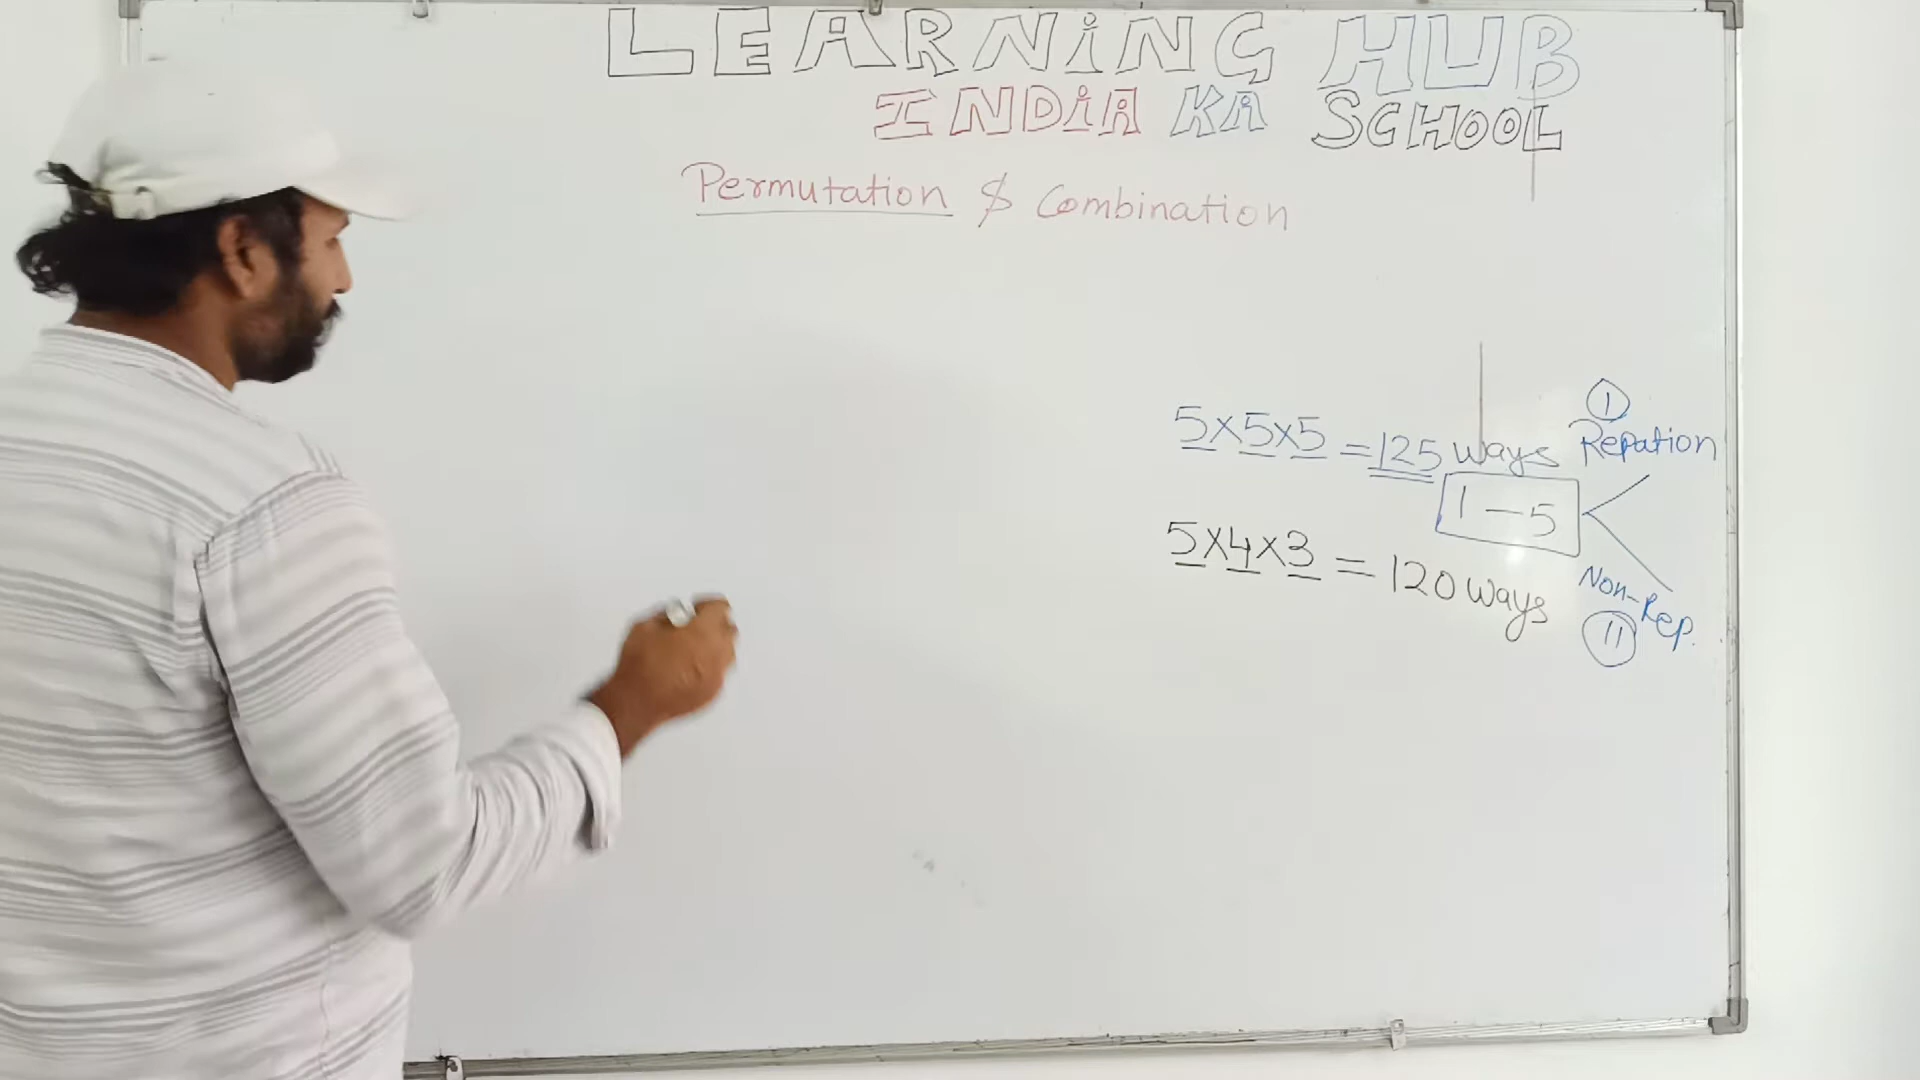 LEARNING HUB
INDIA KA SCHOOL
Permutation & Combination
①
5×5×5 = 125 ways Repation
1-5
5×4×3 = 120 ways Non-Rep.
⑪